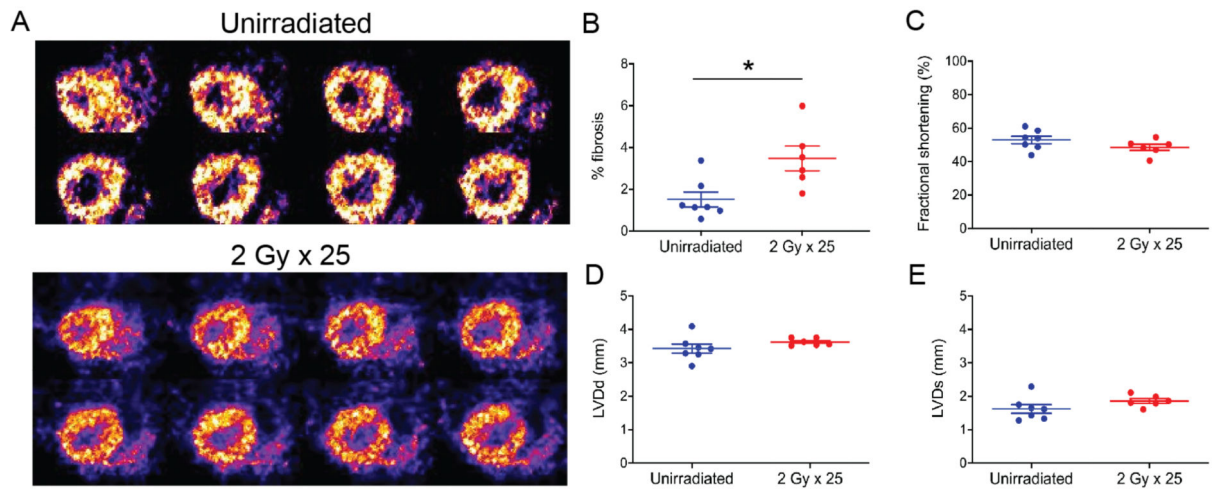 A
Unirradiated
2 Gy x 25
B
% fibrosis
8
6
4
2
0
*
Unirradiated
2 Gy x 25
C
Fractional shortening (%)
100
80
60
40
20
0
Unirradiated
2 Gy x 25
D
LVDd (mm)
5
4
3
2
1
0
Unirradiated
2 Gy x 25
E
LVDs (mm)
5
4
3
2
1
0
Unirradiated
2 Gy x 25